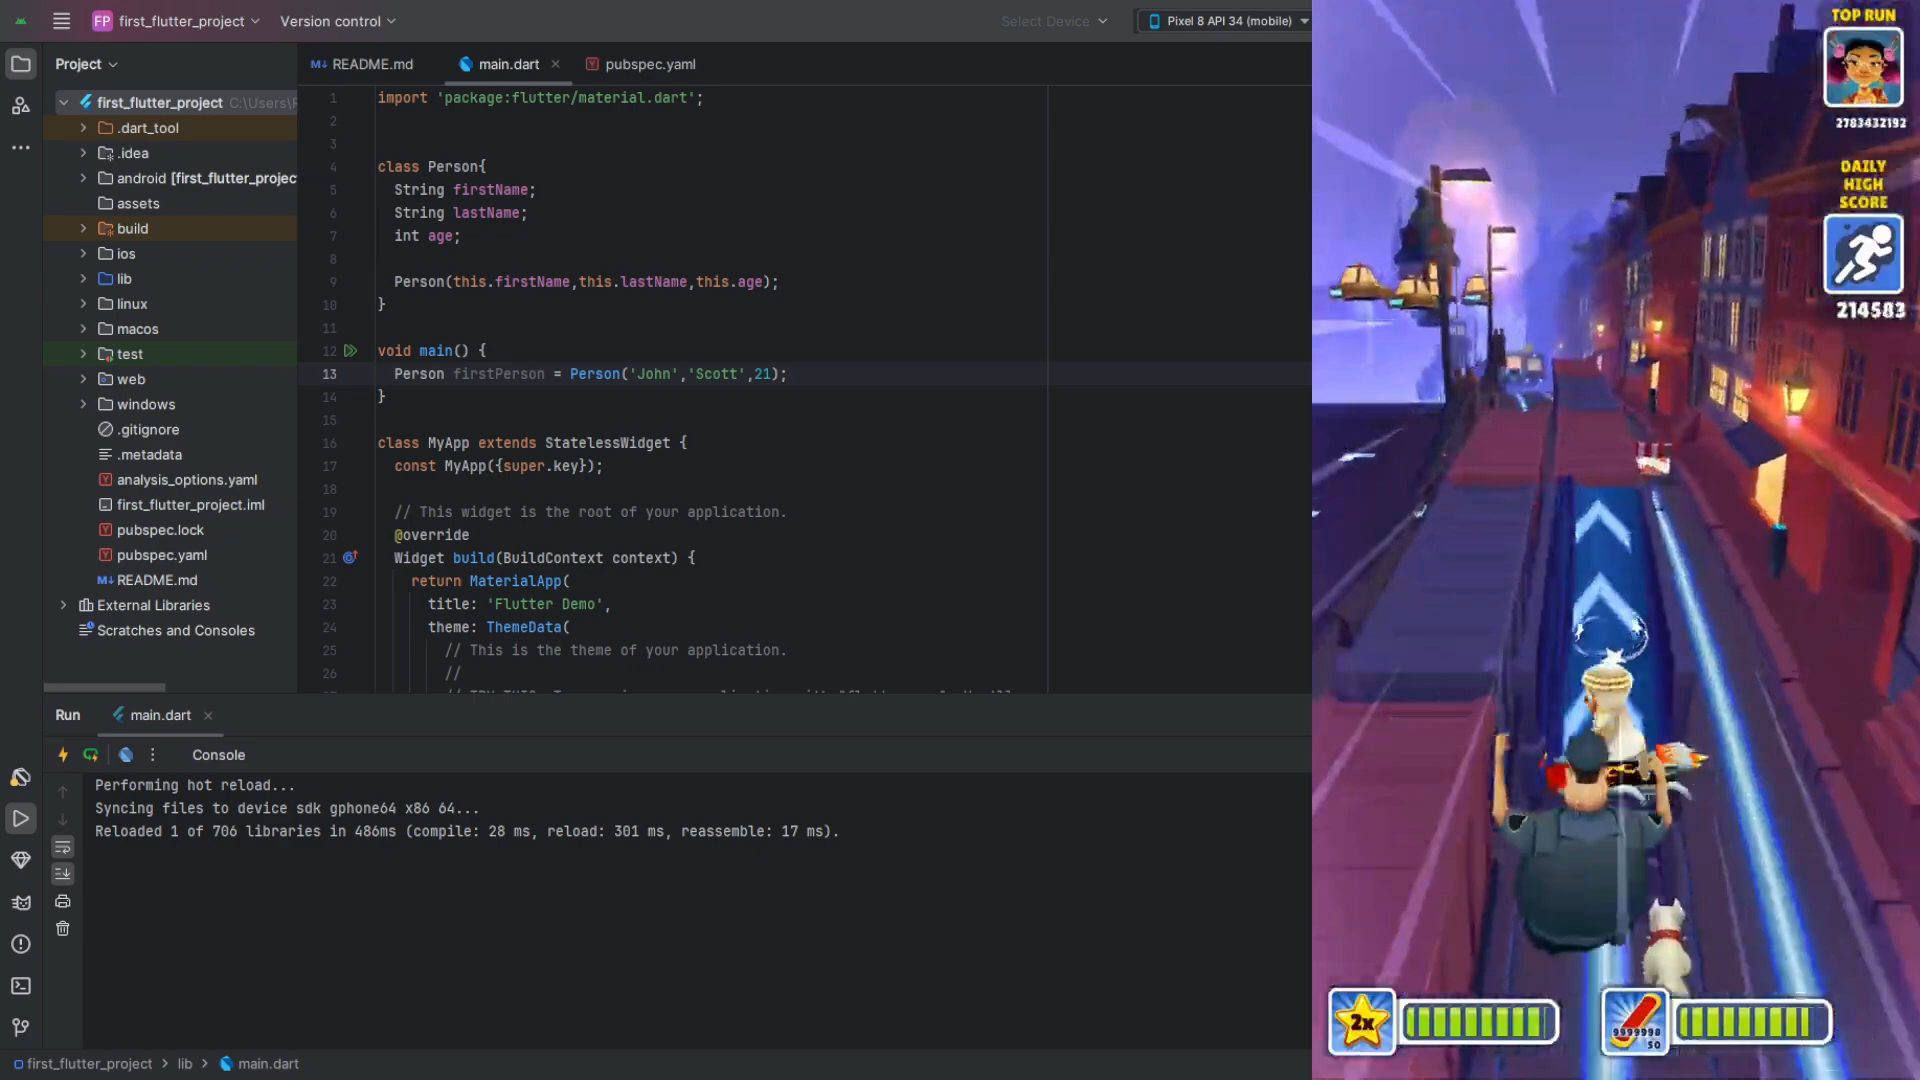 FP first_flutter_project
Version control
Select Device
Pixel 8 API 34 (mobile)
Project
README.md
main.dart
pubspec.yaml
first_flutter_project C:\Users\
.dart_tool
.idea
android [first_flutter_projec
assets
build
ios
lib
linux
macos
test
web
windows
.gitignore
.metadata
analysis_options.yaml
first_flutter_project.iml
pubspec.lock
pubspec.yaml
M↓ README.md
External Libraries
Scratches and Consoles
1 import 'package:flutter/material.dart';
2
3
4 class Person{
5 String firstName;
6 String lastName;
7 int age;
8
9 Person(this.firstName,this.lastName,this.age);
10 }
11
12 void main() {
13 Person firstPerson = Person('John','Scott',21);
14 }
15
16 class MyApp extends StatelessWidget {
17 const MyApp({super.key});
18
19 // This widget is the root of your application.
20 @override
21 Widget build(BuildContext context) {
22 return MaterialApp(
23 title: 'Flutter Demo',
24 theme: ThemeData(
25 // This is the theme of your application.
26 //
Run
main.dart
Console
Performing hot reload...
Syncing files to device sdk gphone64 x86 64...
Reloaded 1 of 706 libraries in 486ms (compile: 28 ms, reload: 301 ms, reassemble: 17 ms).
first_flutter_project > lib > main.dart
TOP RUN
2783432192
DAILY
HIGH
SCORE
214583
2x
9999998
50